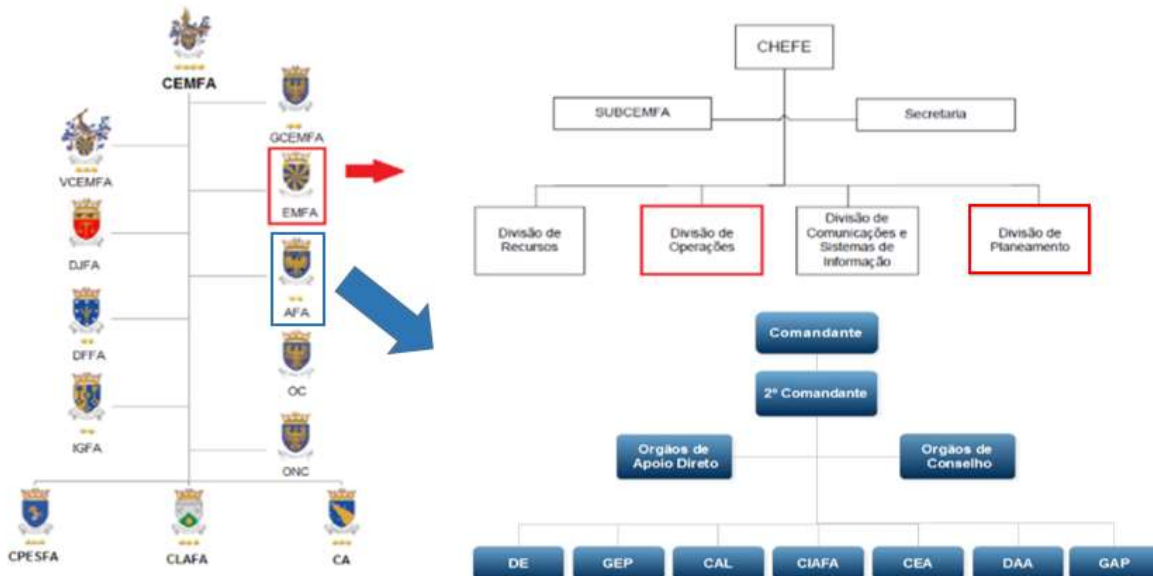 CEMFA
GCEMFA
VCEMFA
EMFA
DJFA
AFA
DFFA
OC
IGFA
ONC
CPESFA
CLAFA
CA
CHEFE
SUBCEMFA
Secretaria
Divisão de
Recursos
Divisão de
Operações
Divisão de
Comunicações e
Sistemas de
Informação
Divisão de
Planeamento
Comandante
2º Comandante
Orgãos de
Apoio Direto
Orgãos de
Conselho
DE
GEP
CAL
CIAFA
CEA
DAA
GAP